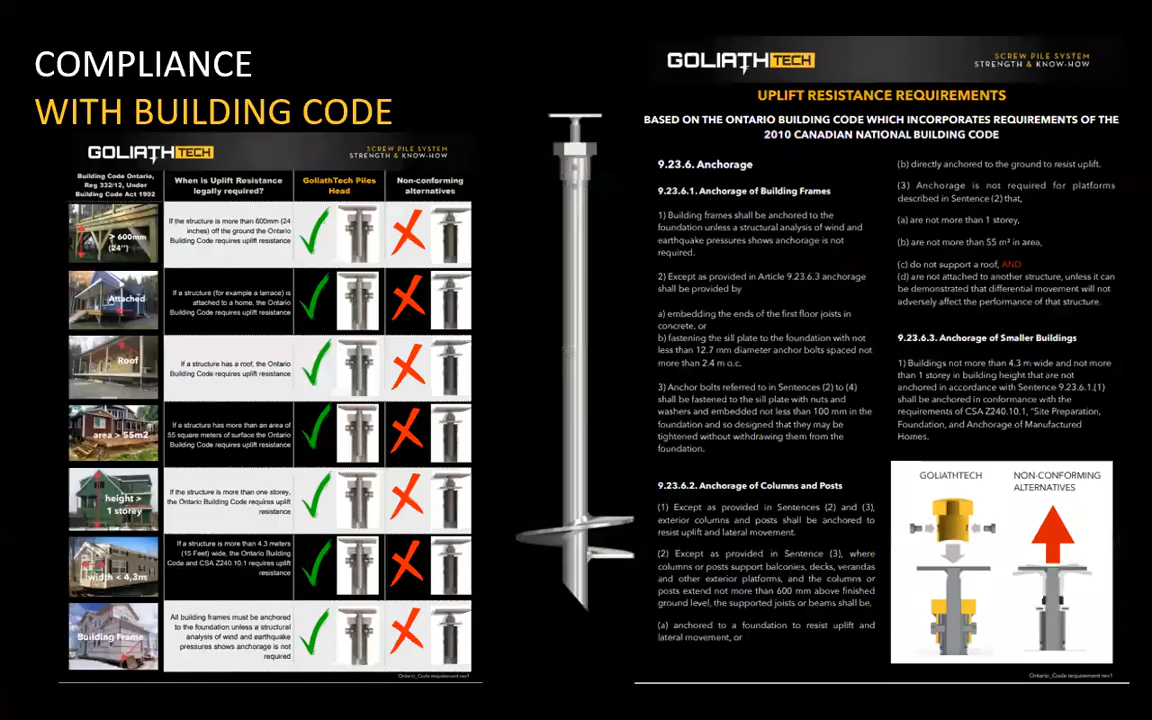 COMPLIANCE
WITH BUILDING CODE
GOLIATHTECH
SCREW PILE SYSTEM
STRENGTH & KNOW-HOW
Building Code Ontario,
Reg 332/12, Under
Building Code Act 1992
When is Uplift Resistance
legally required?
GoliathTech Piles
Head
Non-conforming
alternatives
> 600mm
(24")
If the structure is more than 600mm (24
inches) off the ground the Ontario
Building Code requires uplift resistance
Attached
If a structure (for example a terrace) is
attached to a home, the Ontario
Building Code requires uplift resistance
Roof
If a structure has a roof, the Ontario
Building Code requires uplift resistance
area > 55m2
If a structure has more than an area of
55 square meters of surface the Ontario
Building Code requires uplift resistance
height >
1 storey
If the structure is more than one storey,
the Ontario Building Code requires uplift
resistance
width < 4,3m
If a structure is more than 4.3 meters
(15 Feet) wide, the Ontario Building
Code and CSA Z240.10.1 requires uplift
resistance
Building Frame
All building frames must be anchored
to the foundation unless a structural
analysis of wind and earthquake
pressures shows anchorage is not
required
Ontario_Code requirement rev1
GOLIATHTECH
SCREW PILE SYSTEM
STRENGTH & KNOW-HOW
UPLIFT RESISTANCE REQUIREMENTS
BASED ON THE ONTARIO BUILDING CODE WHICH INCORPORATES REQUIREMENTS OF THE
2010 CANADIAN NATIONAL BUILDING CODE
9.23.6. Anchorage
9.23.6.1. Anchorage of Building Frames
1) Building frames shall be anchored to the
foundation unless a structural analysis of wind and
earthquake pressures shows anchorage is not
required.
2) Except as provided in Article 9.23.6.3 anchorage
shall be provided by
a) embedding the ends of the first floor joists in
concrete, or
b) fastening the sill plate to the foundation with not
less than 12.7 mm diameter anchor bolts spaced not
more than 2.4 m o.c.
3) Anchor bolts referred to in Sentences (2) to (4)
shall be fastened to the sill plate with nuts and
washers and embedded not less than 100 mm in the
foundation and so designed that they may be
tightened without withdrawing them from the
foundation.
9.23.6.2. Anchorage of Columns and Posts
(1) Except as provided in Sentences (2) and (3),
exterior columns and posts shall be anchored to
resist uplift and lateral movement.
(2) Except as provided in Sentence (3), where
columns or posts support balconies, decks, verandas
and other exterior platforms, and the columns or
posts extend not more than 600 mm above finished
ground level, the supported joists or beams shall be,
(a) anchored to a foundation to resist uplift and
lateral movement, or
(b) directly anchored to the ground to resist uplift.
(3) Anchorage is not required for platforms
described in Sentence (2) that,
(a) are not more than 1 storey,
(b) are not more than 55 m² in area,
(c) do not support a roof, AND
(d) are not attached to another structure, unless it can
be demonstrated that differential movement will not
adversely affect the performance of that structure.
9.23.6.3. Anchorage of Smaller Buildings
1) Buildings not more than 4.3 m wide and not more
than 1 storey in building height that are not
anchored in accordance with Sentence 9.23.6.1.(1)
shall be anchored in conformance with the
requirements of CSA Z240.10.1, "Site Preparation,
Foundation, and Anchorage of Manufactured
Homes.
GOLIATHTECH
NON-CONFORMING
ALTERNATIVES
Ontario_Code requirement rev1